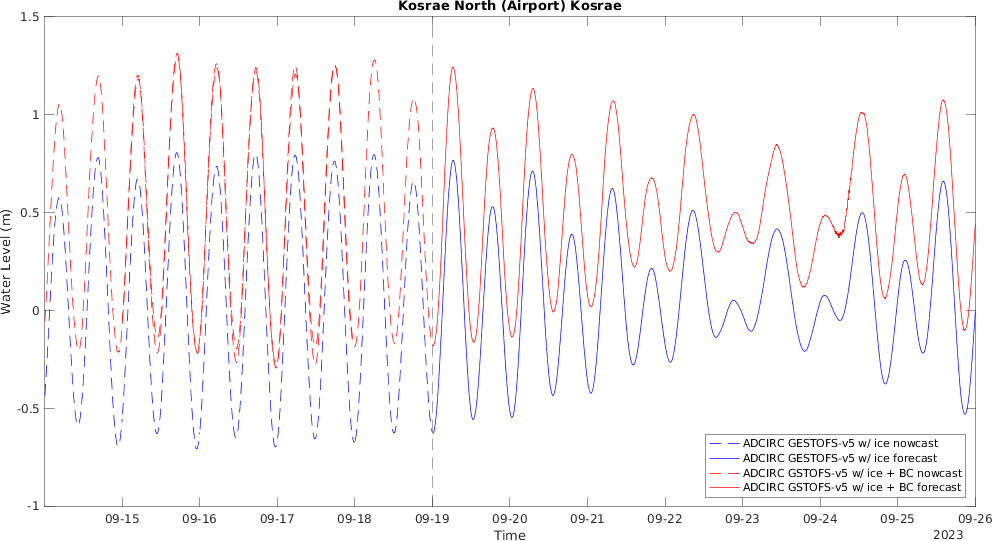 Kosrae North (Airport) Kosrae
1.5
1
0.5
0
-0.5
-1
Water Level (m)
09-15
09-16
09-17
09-18
09-19
09-20
09-21
09-22
09-23
09-24
09-25
09-26
Time
2023
ADCIRC GESTOFS-v5 w/ ice nowcast
ADCIRC GESTOFS-v5 w/ ice forecast
ADCIRC GSTOFS-v5 w/ ice + BC nowcast
ADCIRC GSTOFS-v5 w/ ice + BC forecast